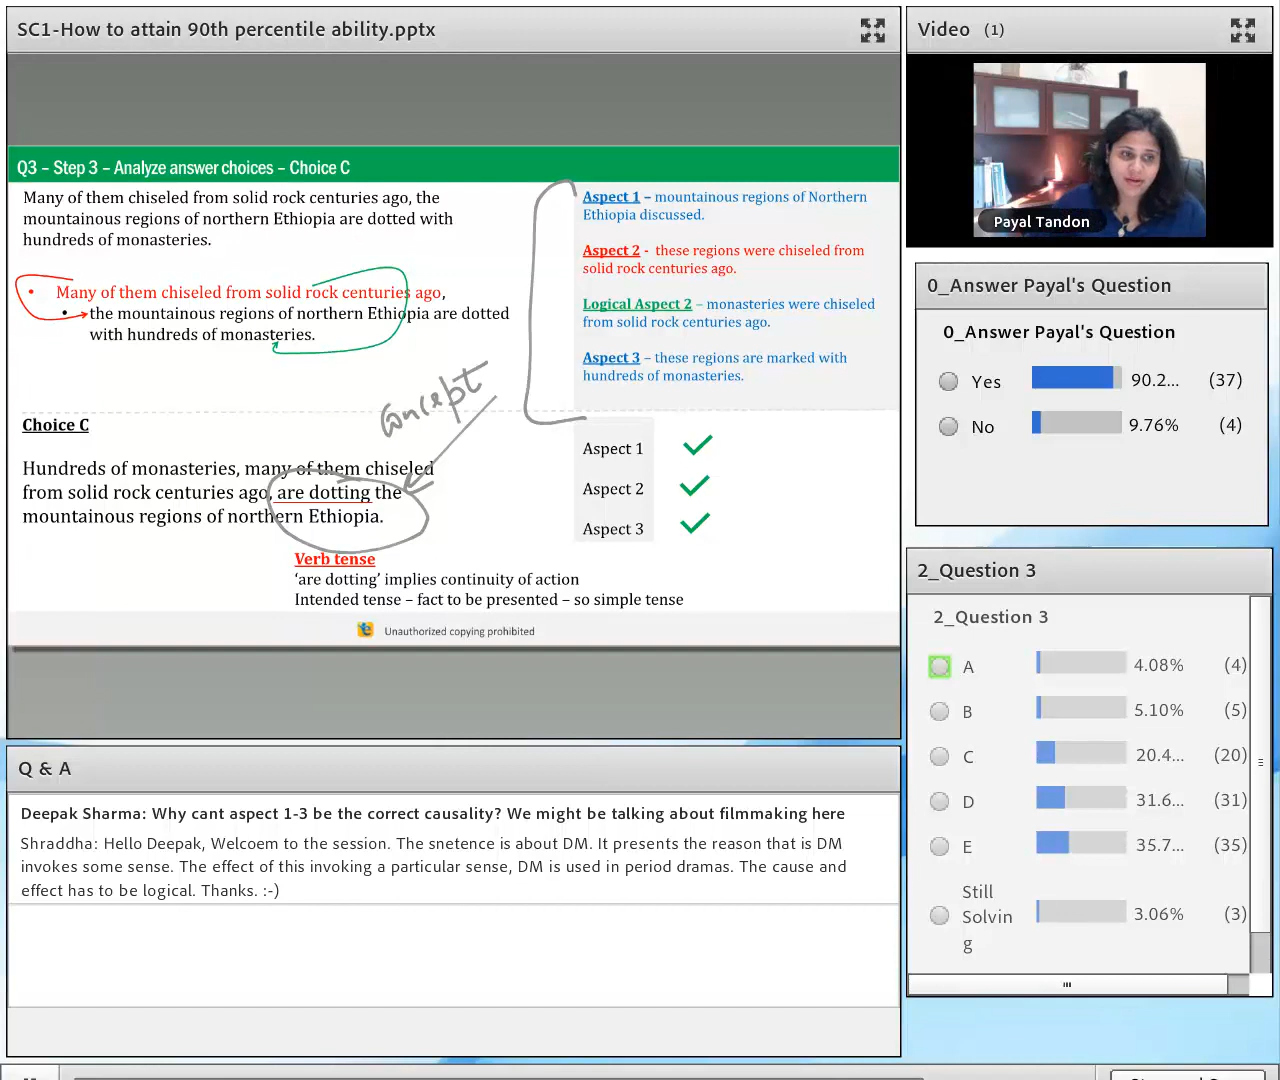 SC1-How to attain 90th percentile ability.pptx
Q3 – Step 3 – Analyze answer choices – Choice C
Many of them chiseled from solid rock centuries ago, the
mountainous regions of northern Ethiopia are dotted with
hundreds of monasteries.
• Many of them chiseled from solid rock centuries ago,
• the mountainous regions of northern Ethiopia are dotted
with hundreds of monasteries.
Aspect 1 – mountainous regions of Northern
Ethiopia discussed.
Aspect 2 - these regions were chiseled from
solid rock centuries ago.
Logical Aspect 2 – monasteries were chiseled
from solid rock centuries ago.
Aspect 3 – these regions are marked with
hundreds of monasteries.
concept
Choice C
Hundreds of monasteries, many of them chiseled
from solid rock centuries ago, are dotting the
mountainous regions of northern Ethiopia.
Aspect 1
Aspect 2
Aspect 3
Verb tense
‘are dotting’ implies continuity of action
Intended tense – fact to be presented – so simple tense
Unauthorized copying prohibited
Q & A
Deepak Sharma: Why cant aspect 1-3 be the correct causality? We might be talking about filmmaking here
Shraddha: Hello Deepak, Welcoem to the session. The snetence is about DM. It presents the reason that is DM
invokes some sense. The effect of this invoking a particular sense, DM is used in period dramas. The cause and
effect has to be logical. Thanks. :-)
Video (1)
Payal Tandon
0_Answer Payal's Question
0_Answer Payal's Question
Yes 90.2... (37)
No 9.76% (4)
2_Question 3
2_Question 3
A 4.08% (4)
B 5.10% (5)
C 20.4... (20)
D 31.6... (31)
E 35.7... (35)
Still
Solvin
g 3.06% (3)